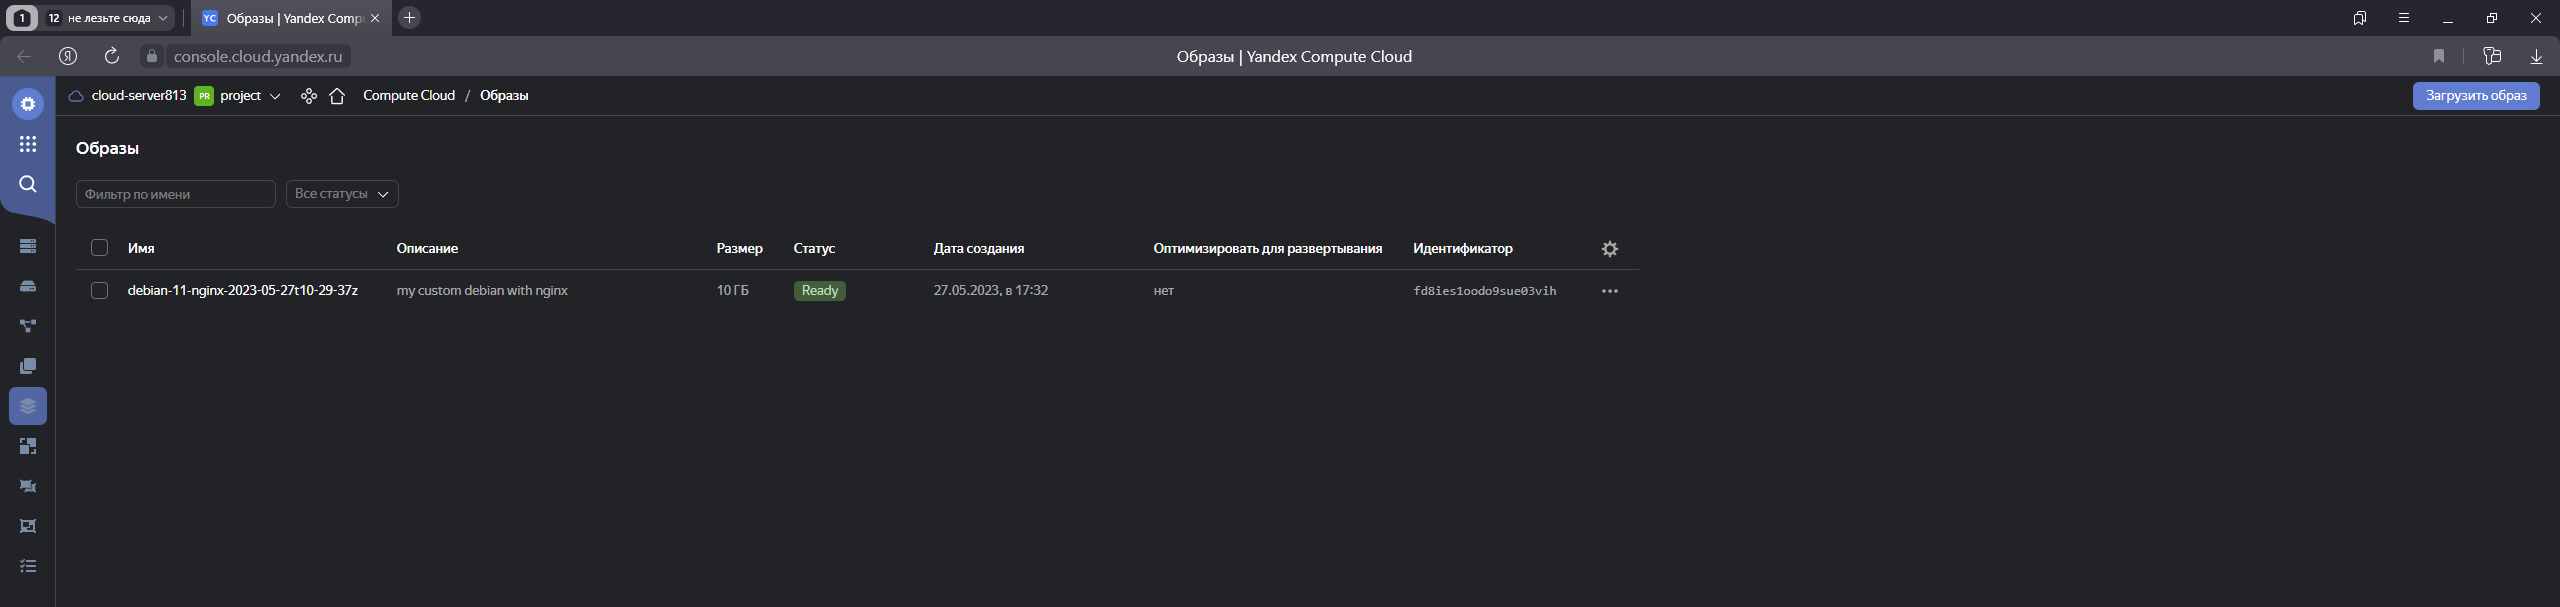 1 12 не лезьте сюда YC Образы | Yandex Comp
Я console.cloud.yandex.ru Образы | Yandex Compute Cloud
cloud-server813 PR project Compute Cloud / Образы Загрузить образ
Образы
Фильтр по имени Все статусы
Имя Описание Размер Статус Дата создания Оптимизировать для развертывания Идентификатор
debian-11-nginx-2023-05-27t10-29-37z my custom debian with nginx 10 ГБ Ready 27.05.2023, в 17:32 нет fd8ies1oodo9sue03vih